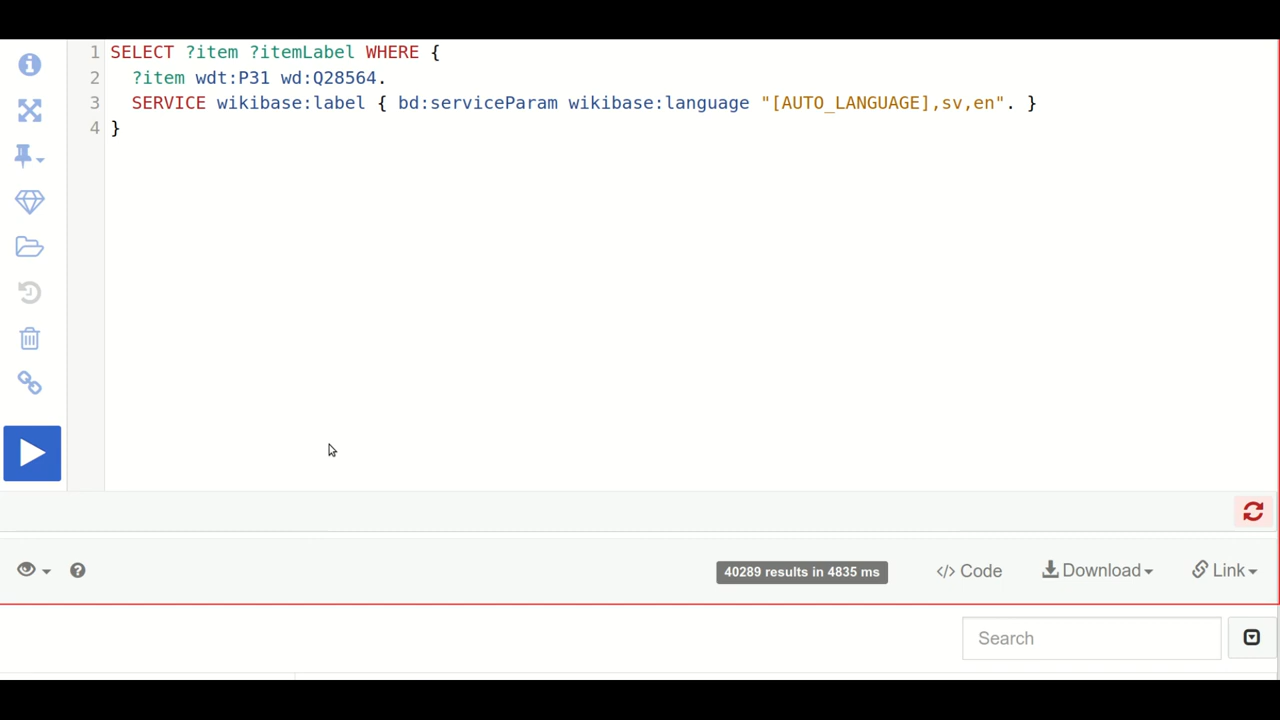 1 SELECT ?item ?itemLabel WHERE {
2 ?item wdt:P31 wd:Q28564.
3 SERVICE wikibase:label { bd:serviceParam wikibase:language "[AUTO_LANGUAGE],sv,en". }
4 }
40289 results in 4835 ms </> Code Download Link
Search